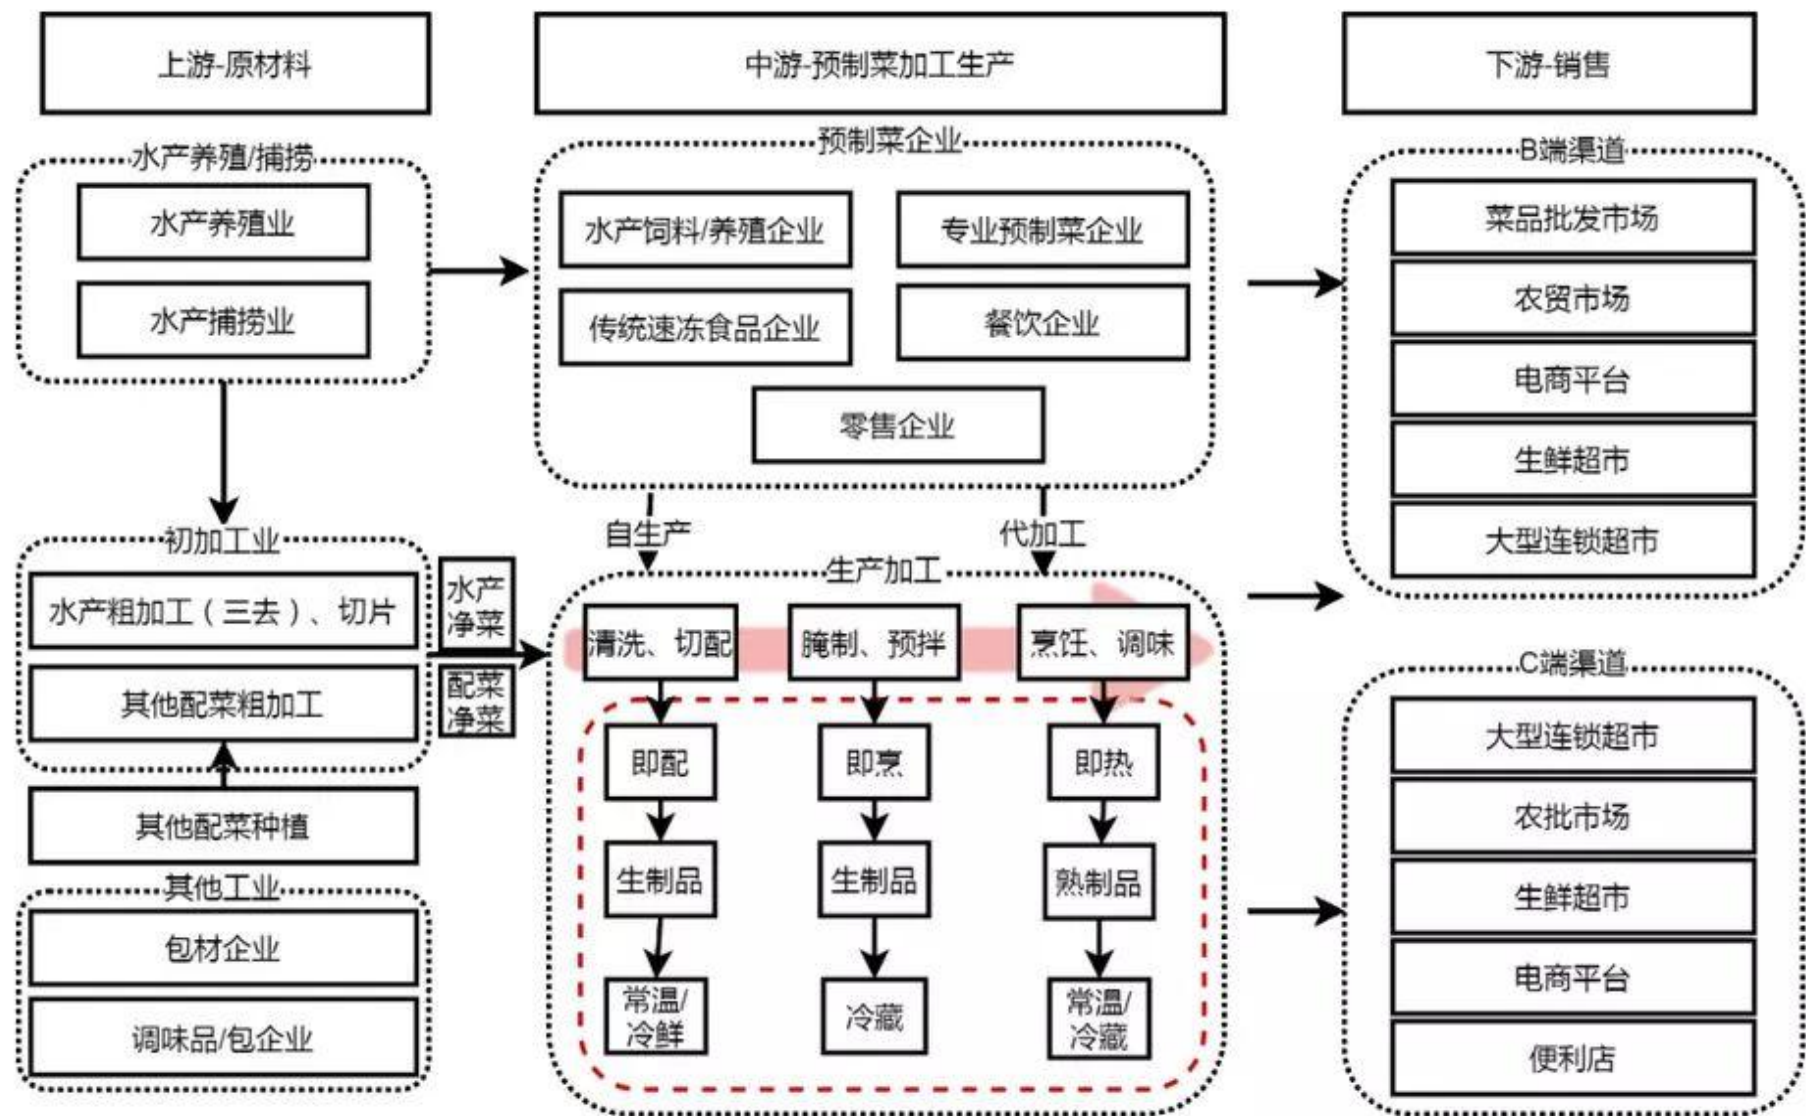 上游-原材料
中游-预制菜加工生产
下游-销售
水产养殖/捕捞
水产养殖业
水产捕捞业
初加工业
水产粗加工（三去）、切片
其他配菜粗加工
其他配菜种植
其他工业
包材企业
调味品/包企业
水产
净菜
配菜
净菜
预制菜企业
水产饲料/养殖企业
专业预制菜企业
传统速冻食品企业
餐饮企业
零售企业
自生产
代加工
生产加工
清洗、切配
腌制、预拌
烹饪、调味
即配
即烹
即热
生制品
生制品
熟制品
常温/
冷鲜
冷藏
常温/
冷藏
B端渠道
菜品批发市场
农贸市场
电商平台
生鲜超市
大型连锁超市
C端渠道
大型连锁超市
农批市场
生鲜超市
电商平台
便利店